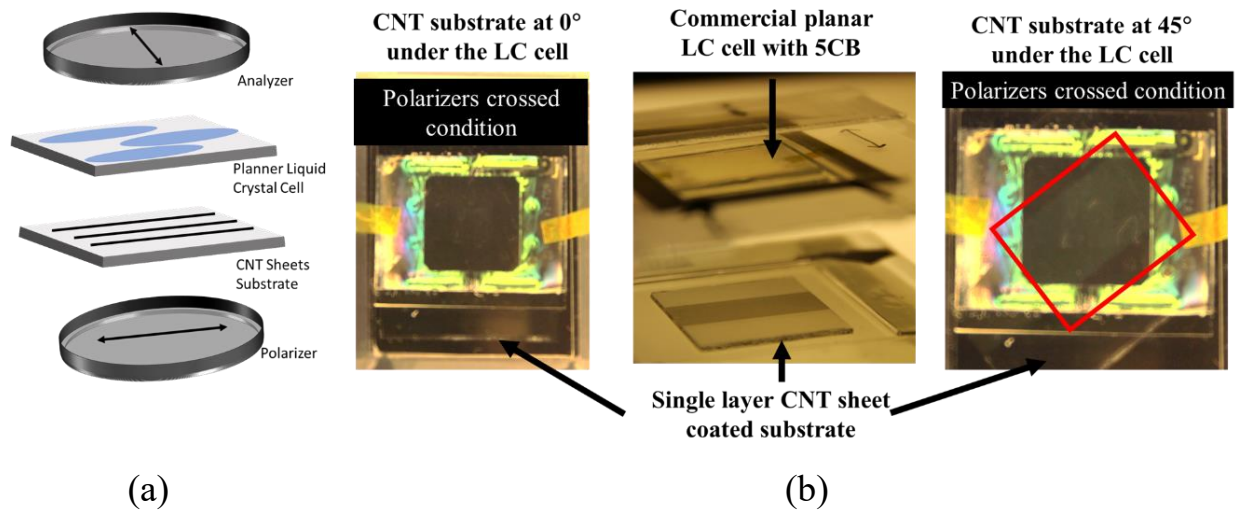 Analyzer
Planner Liquid
Crystal Cell
CNT Sheets
Substrate
Polarizer
(a)
CNT substrate at 0°
under the LC cell
Polarizers crossed
condition
Commercial planar
LC cell with 5CB
CNT substrate at 45°
under the LC cell
Polarizers crossed condition
Single layer CNT sheet
coated substrate
(b)